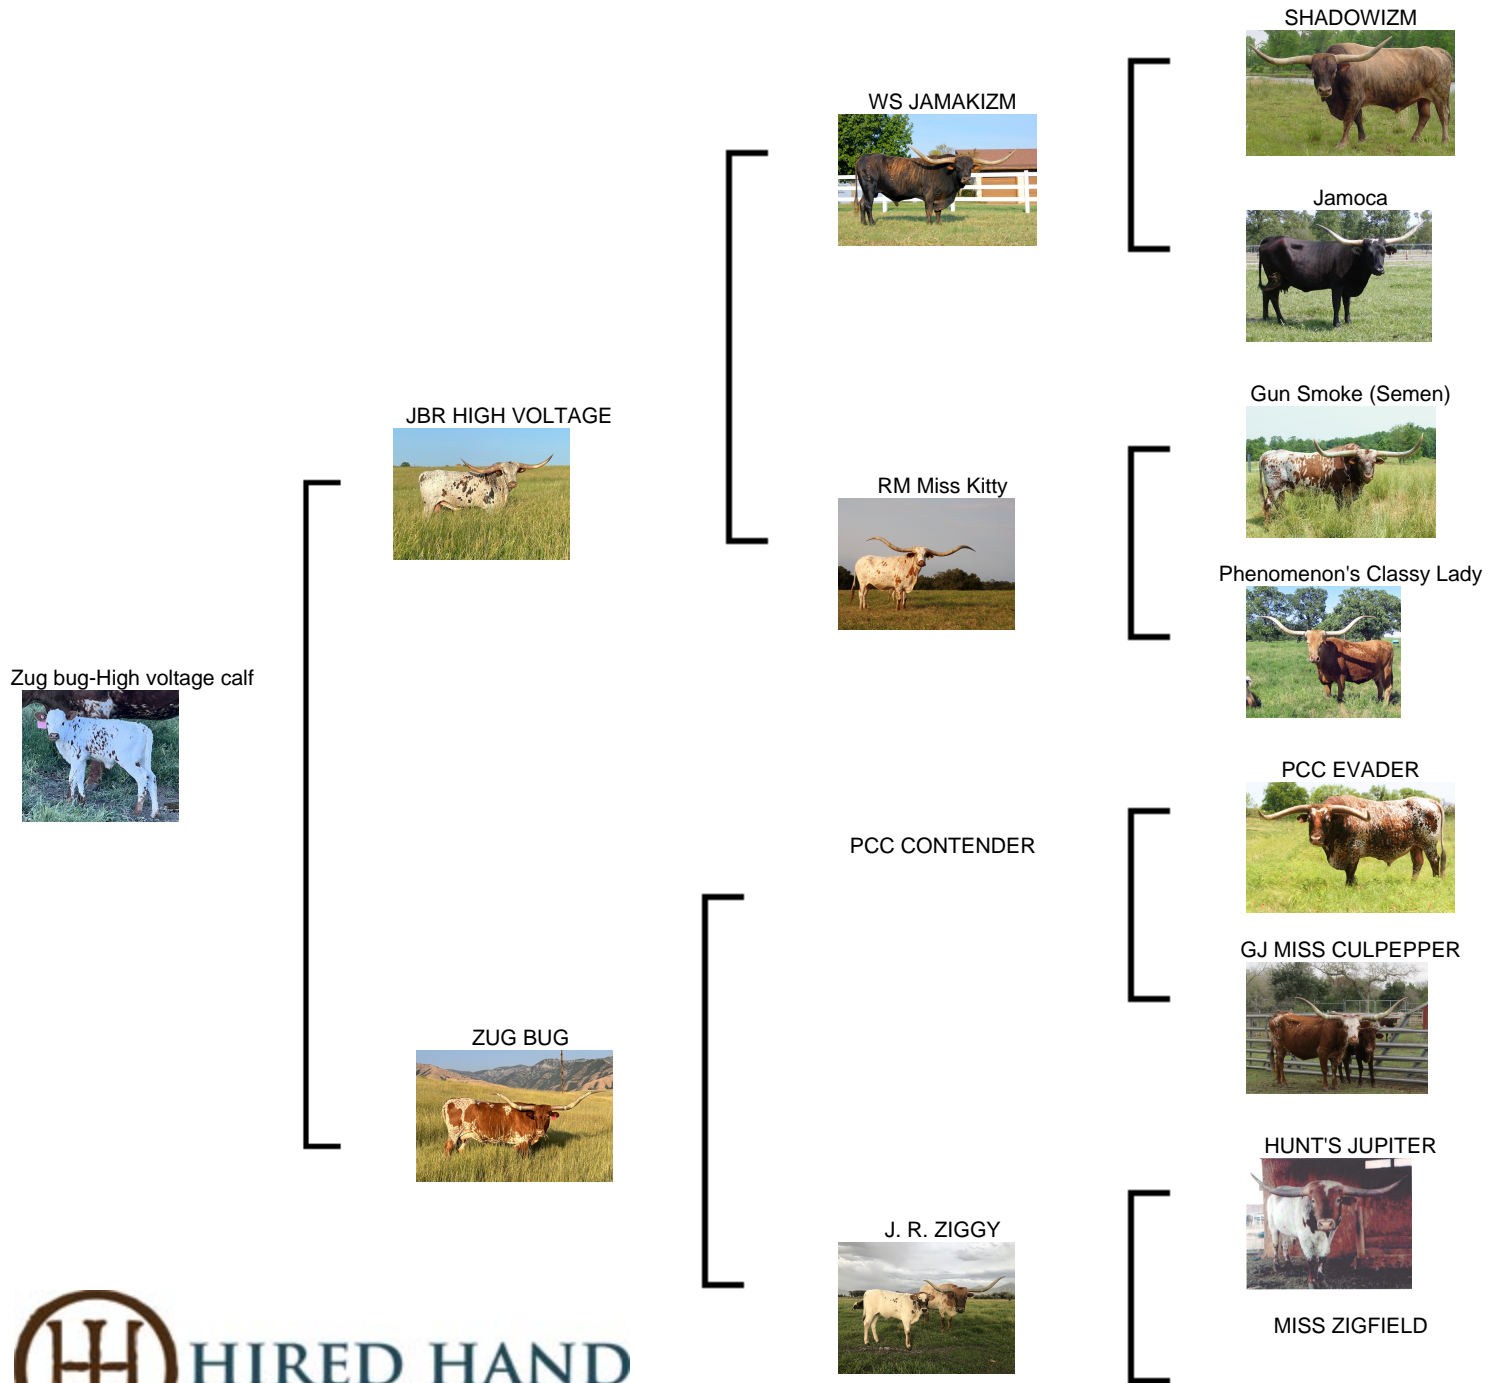 SHADOWIZM
WS JAMAKIZM
Jamoca
Gun Smoke (Semen)
JBR HIGH VOLTAGE
RM Miss Kitty
Phenomenon's Classy Lady
Zug bug-High voltage calf
PCC EVADER
PCC CONTENDER
GJ MISS CULPEPPER
ZUG BUG
HUNT'S JUPITER
J. R. ZIGGY
MISS ZIGFIELD
HIRED HAND